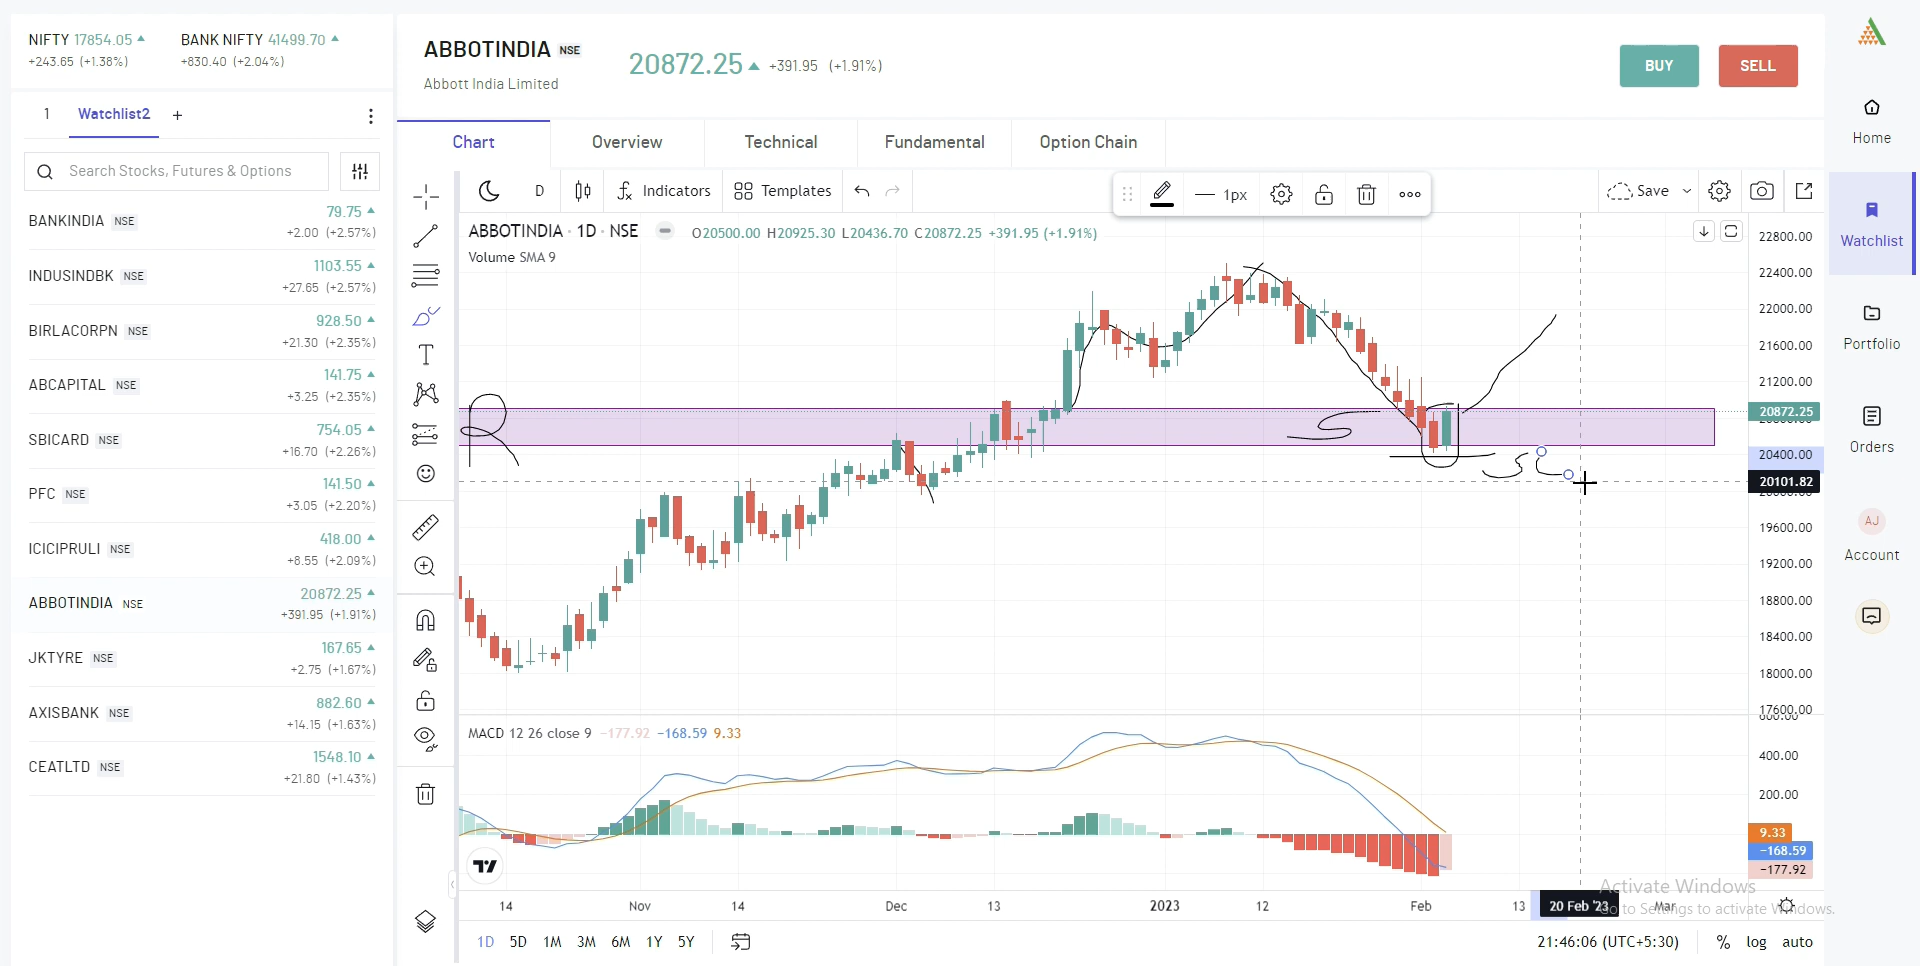 NIFTY 17854.05
+243.65 (+1.38%)
BANK NIFTY 41499.70
+830.40 (+2.04%)
1 Watchlist2 +
Search Stocks, Futures & Options
BANKINDIA NSE 79.75
+2.00 (+2.57%)
INDUSINDBK NSE 1103.55
+27.65 (+2.57%)
BIRLACORPN NSE 928.50
+21.30 (+2.35%)
ABCAPITAL NSE 141.75
+3.25 (+2.35%)
SBICARD NSE 754.05
+16.70 (+2.26%)
PFC NSE 141.50
+3.05 (+2.20%)
ICICIPRULI NSE 418.00
+8.55 (+2.09%)
ABBOTINDIA NSE 20872.25
+391.95 (+1.91%)
JKTYRE NSE 167.65
+2.75 (+1.67%)
AXISBANK NSE 882.60
+14.15 (+1.63%)
CEATLTD NSE 1548.10
+21.80 (+1.43%)
ABBOTINDIA NSE
Abbott India Limited
20872.25 +391.95 (+1.91%)
BUY SELL
Chart Overview Technical Fundamental Option Chain
D Indicators Templates 1px Save
ABBOTINDIA · 1D · NSE O20500.00 H20925.30 L20436.70 C20872.25 +391.95 (+1.91%)
Volume SMA 9
R
S
SL
22800.00
22400.00
22000.00
21600.00
21200.00
20872.25
20400.00
20101.82
19600.00
19200.00
18800.00
18400.00
18000.00
17600.00
MACD 12 26 close 9 −177.92 −168.59 9.33
600.00
400.00
200.00
9.33
−168.59
−177.92
14 Nov 14 Dec 13 2023 12 Feb 13 20 Feb '23 Mar
1D 5D 1M 3M 6M 1Y 5Y
21:46:06 (UTC+5:30) % log auto
Activate Windows
Go to Settings to activate Windows.
Home
Watchlist
Portfolio
Orders
AJ
Account